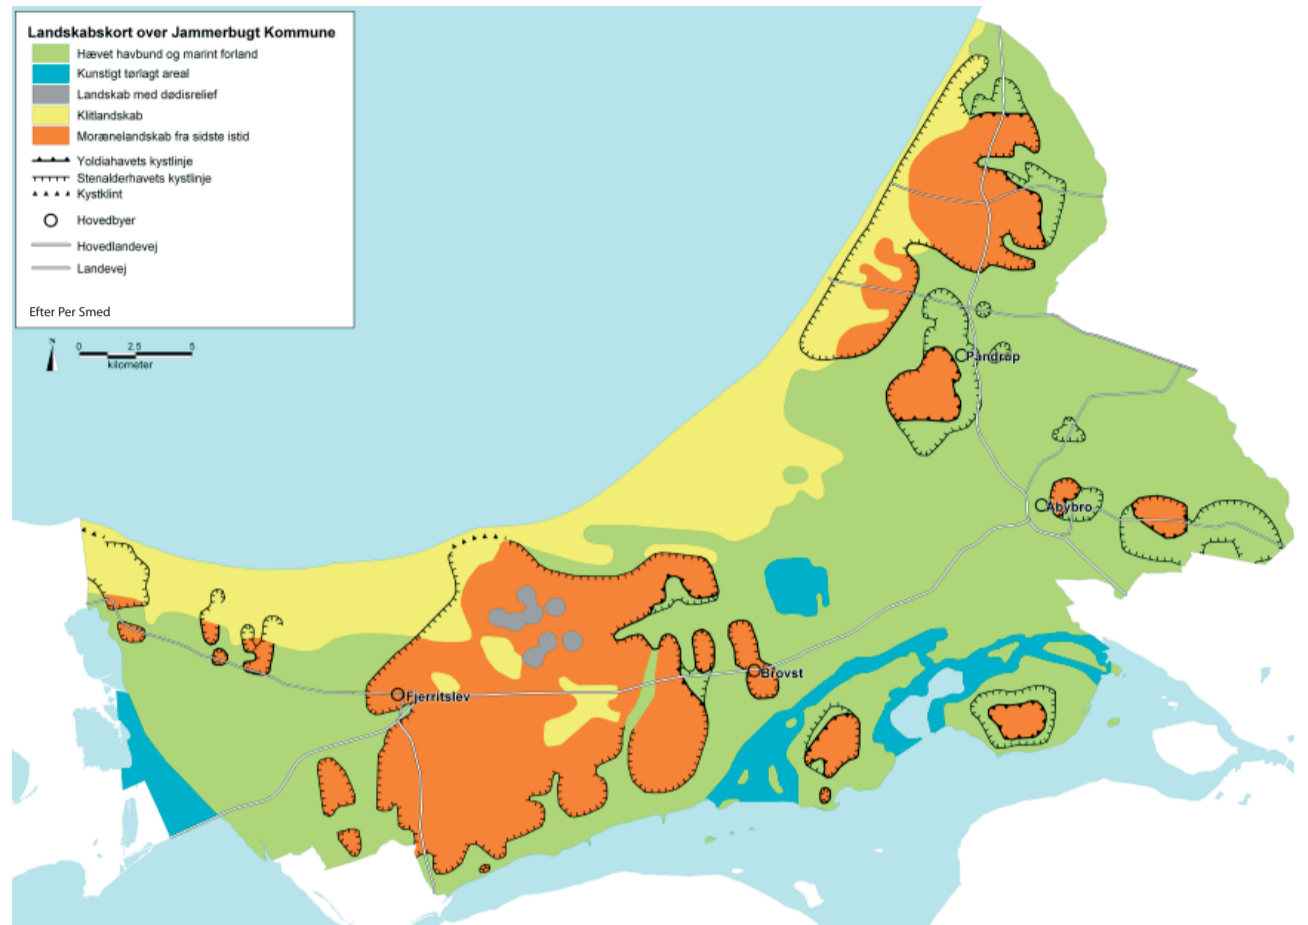 Landskabskort over Jammerbugt Kommune
Hævet havbund og marint forland
Kunstigt tørlagt areal
Landskab med dødisrelief
Klitlandskab
Morænelandskab fra sidste istid
Yoldiahavets kystlinje
Stenalderhavets kystlinje
Kystklint
Hovedbyer
Hovedlandevej
Landevej
Efter Per Smed
N
0 2.5 5
kilometer
Pandrup
Åbybro
Brovst
Fjerritslev